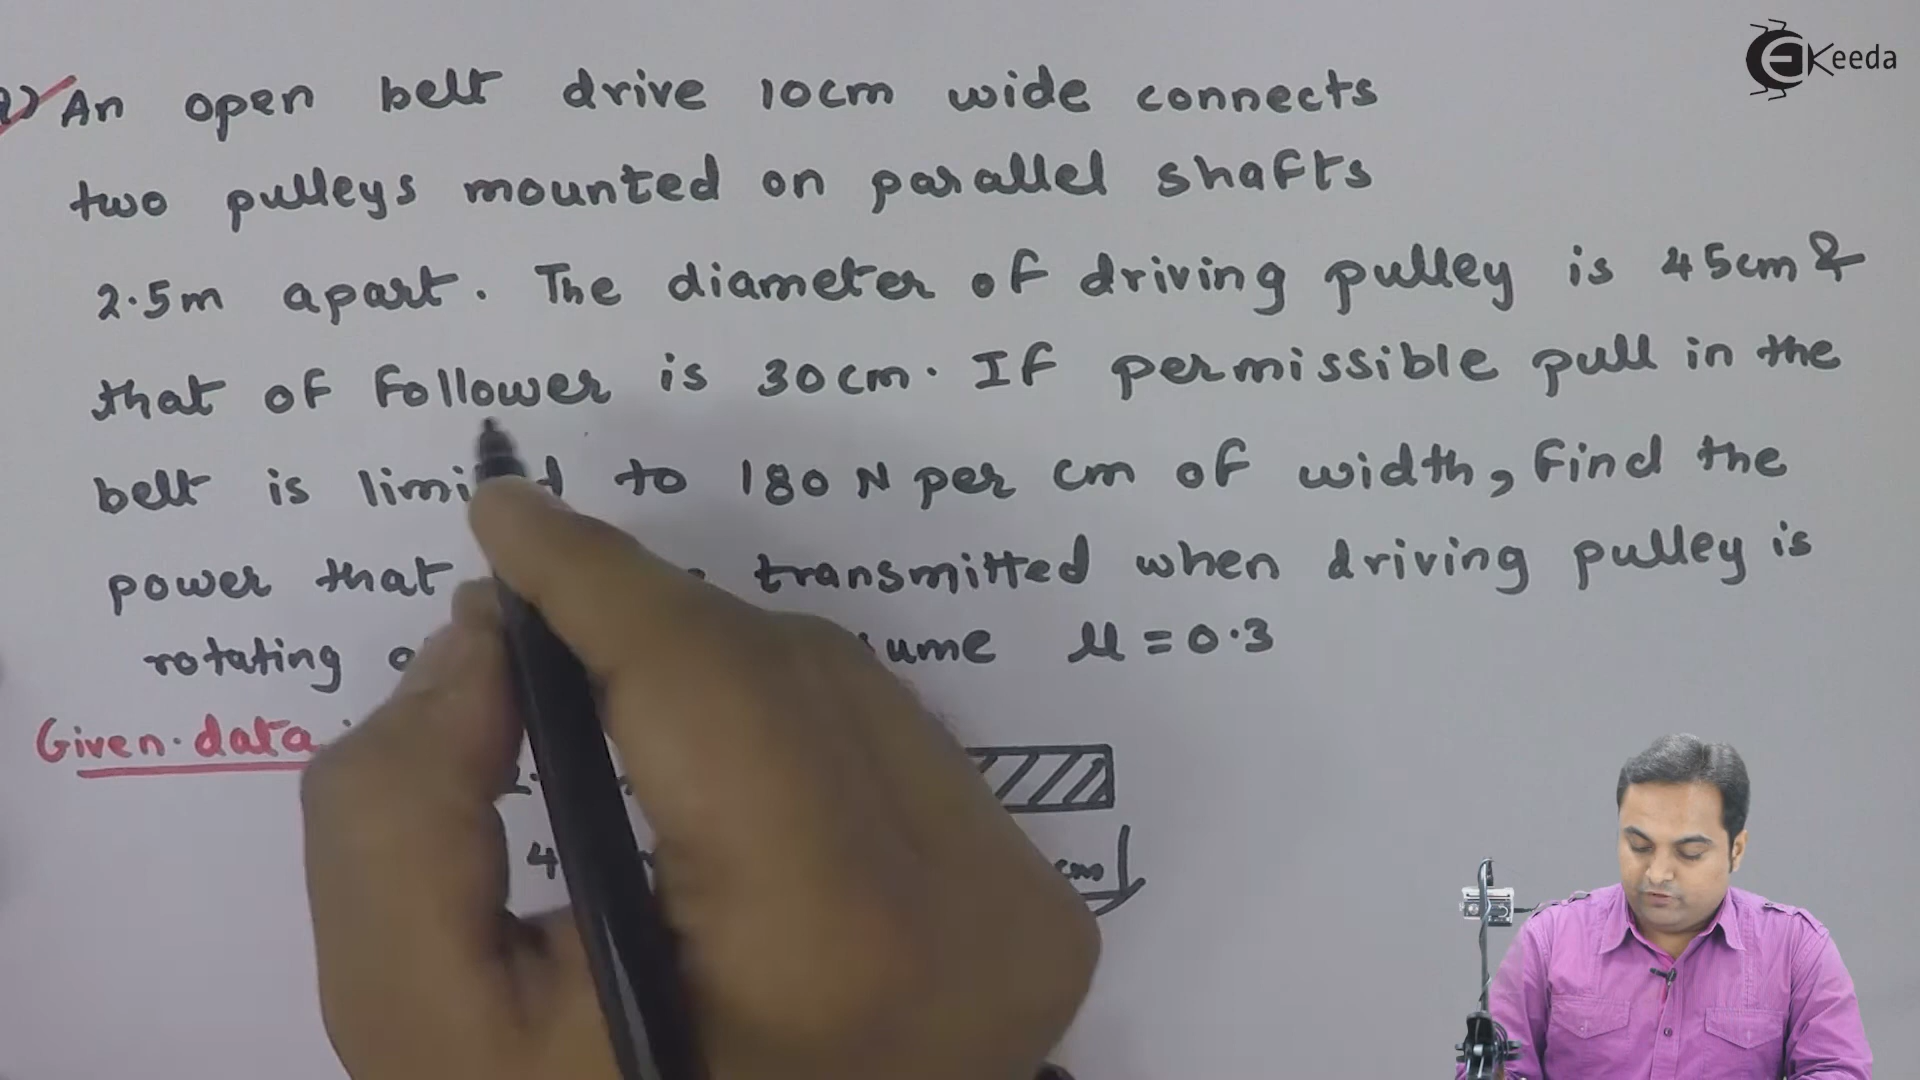 Keeda
An open belt drive 10cm wide connects
two pulleys mounted on parallel shafts
2.5m apart. The diameter of driving pulley is 45cm &
that of follower is 30cm. If permissible pull in the
belt is to 180 N per cm of width, Find the
power that transmitted when driving pulley is
rotating μ = 0.3
Given data
cm